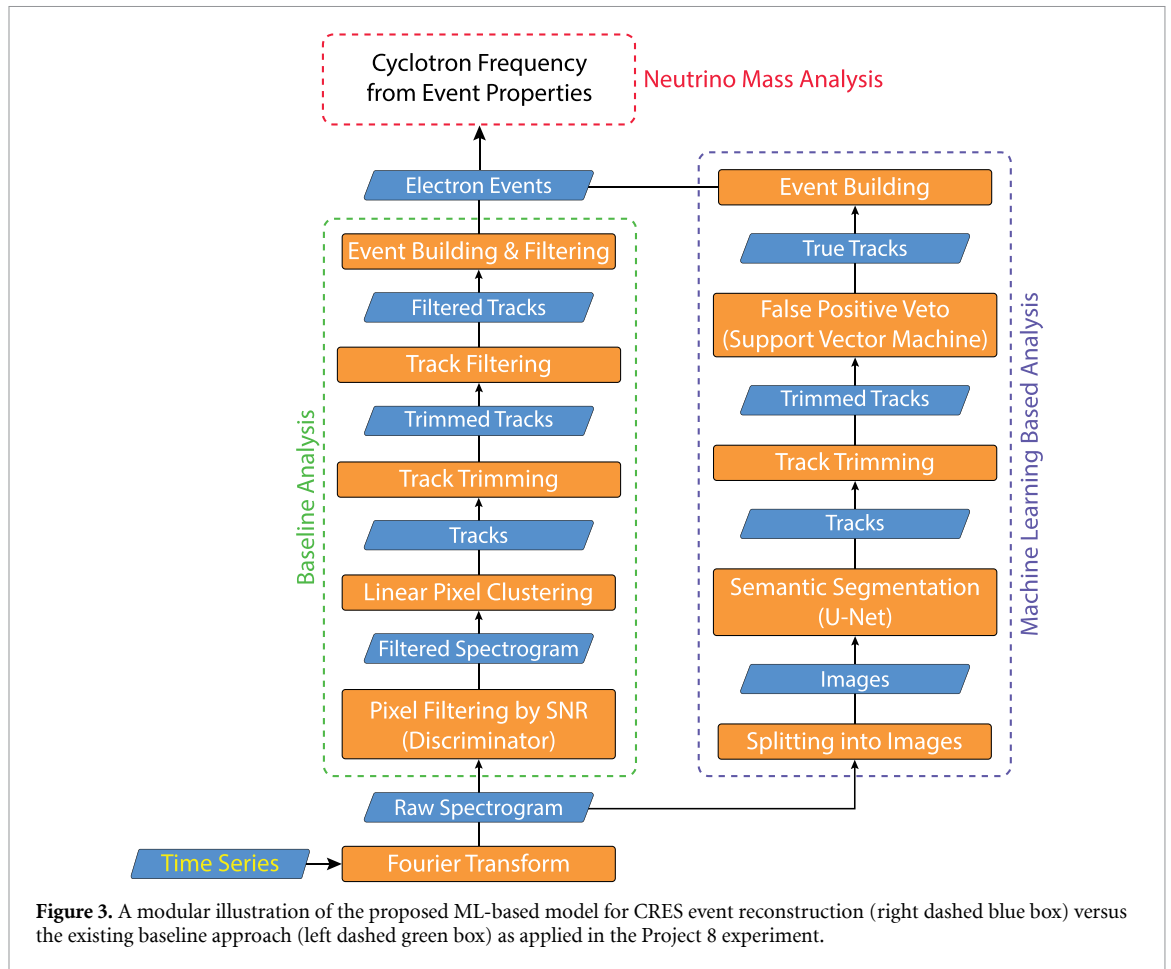 Cyclotron Frequency
from Event Properties
Neutrino Mass Analysis
Electron Events
Event Building & Filtering
Filtered Tracks
Track Filtering
Trimmed Tracks
Track Trimming
Tracks
Linear Pixel Clustering
Filtered Spectrogram
Pixel Filtering by SNR
(Discriminator)
Baseline Analysis
Event Building
True Tracks
False Positive Veto
(Support Vector Machine)
Trimmed Tracks
Track Trimming
Tracks
Semantic Segmentation
(U-Net)
Images
Splitting into Images
Machine Learning Based Analysis
Raw Spectrogram
Time Series
Fourier Transform
Figure 3. A modular illustration of the proposed ML-based model for CRES event reconstruction (right dashed blue box) versus
the existing baseline approach (left dashed green box) as applied in the Project 8 experiment.